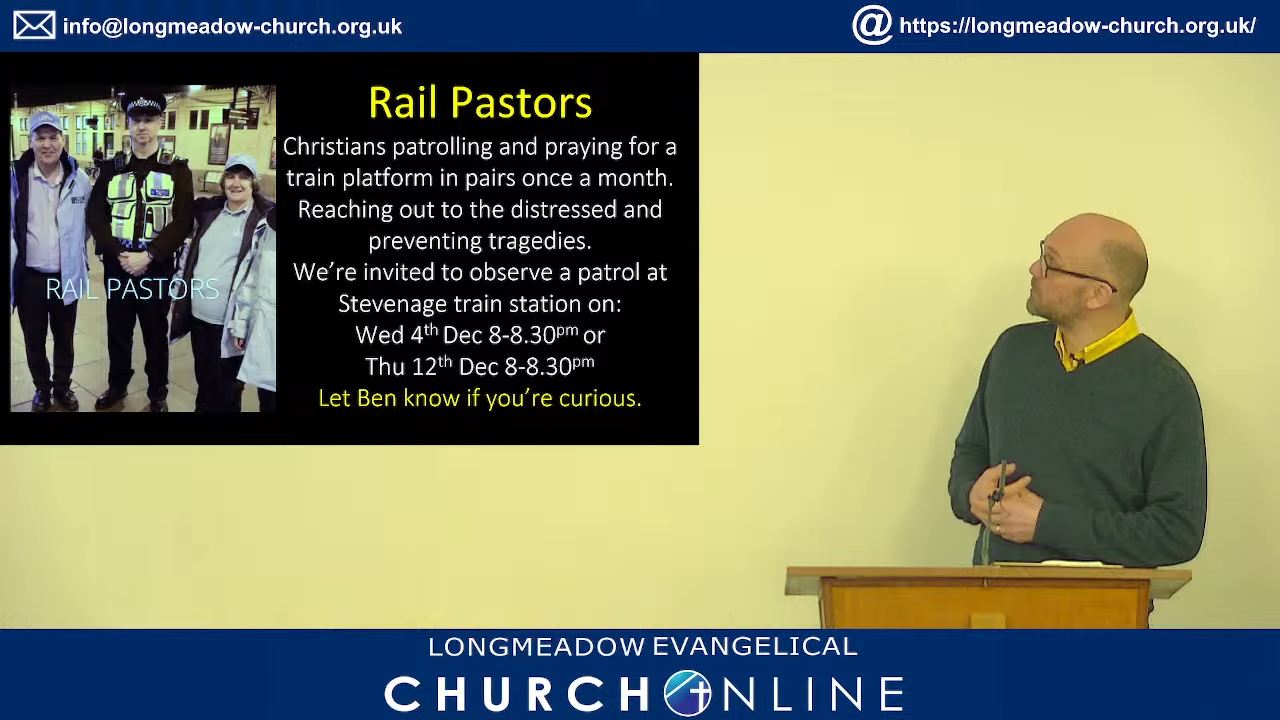 info@longmeadow-church.org.uk
https://longmeadow-church.org.uk/
Rail Pastors
Christians patrolling and praying for a
train platform in pairs once a month.
Reaching out to the distressed and
preventing tragedies.
We're invited to observe a patrol at
Stevenage train station on:
Wed 4th Dec 8-8.30pm or
Thu 12th Dec 8-8.30pm
Let Ben know if you're curious.
RAIL PASTORS
LONGMEADOW EVANGELICAL
CHURCH ONLINE